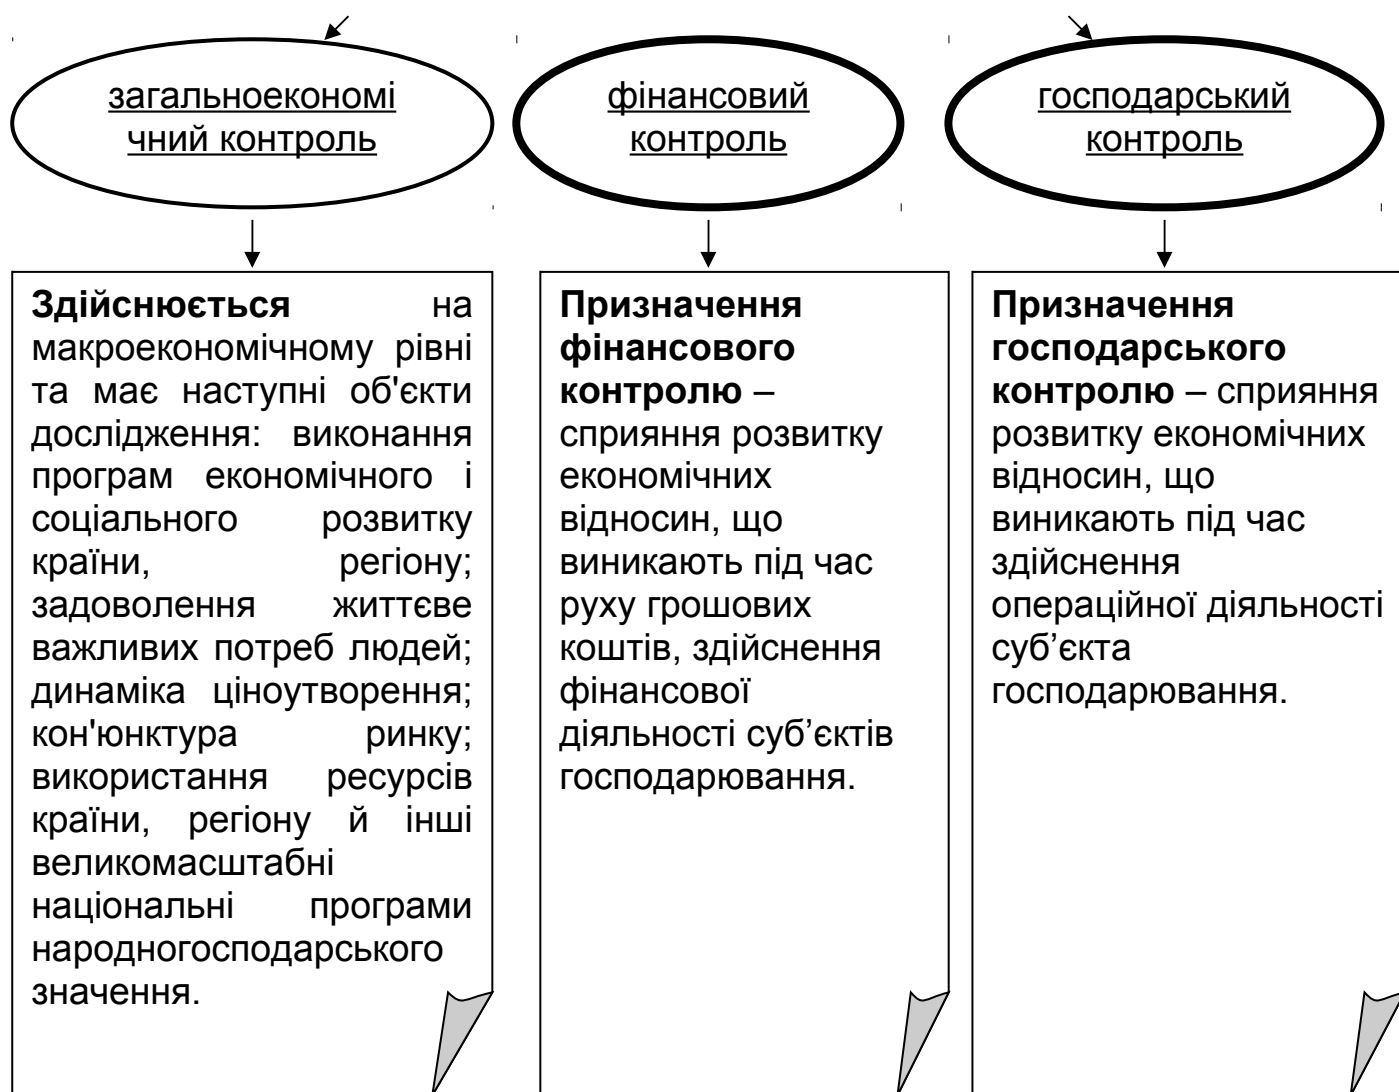 загальноекономі
чний контроль
фінансовий
контроль
господарський
контроль
Здійснюється на
макроекономічному рівні
та має наступні об'єкти
дослідження: виконання
програм економічного і
соціального розвитку
країни, регіону;
задоволення життєве
важливих потреб людей;
динаміка ціноутворення;
кон'юнктура ринку;
використання ресурсів
країни, регіону й інші
великомасштабні
національні програми
народногосподарського
значення.
Призначення
фінансового
контролю –
сприяння розвитку
економічних
відносин, що
виникають під час
руху грошових
коштів, здійснення
фінансової
діяльності суб’єктів
господарювання.
Призначення
господарського
контролю – сприяння
розвитку економічних
відносин, що
виникають під час
здійснення
операційної діяльності
суб’єкта
господарювання.